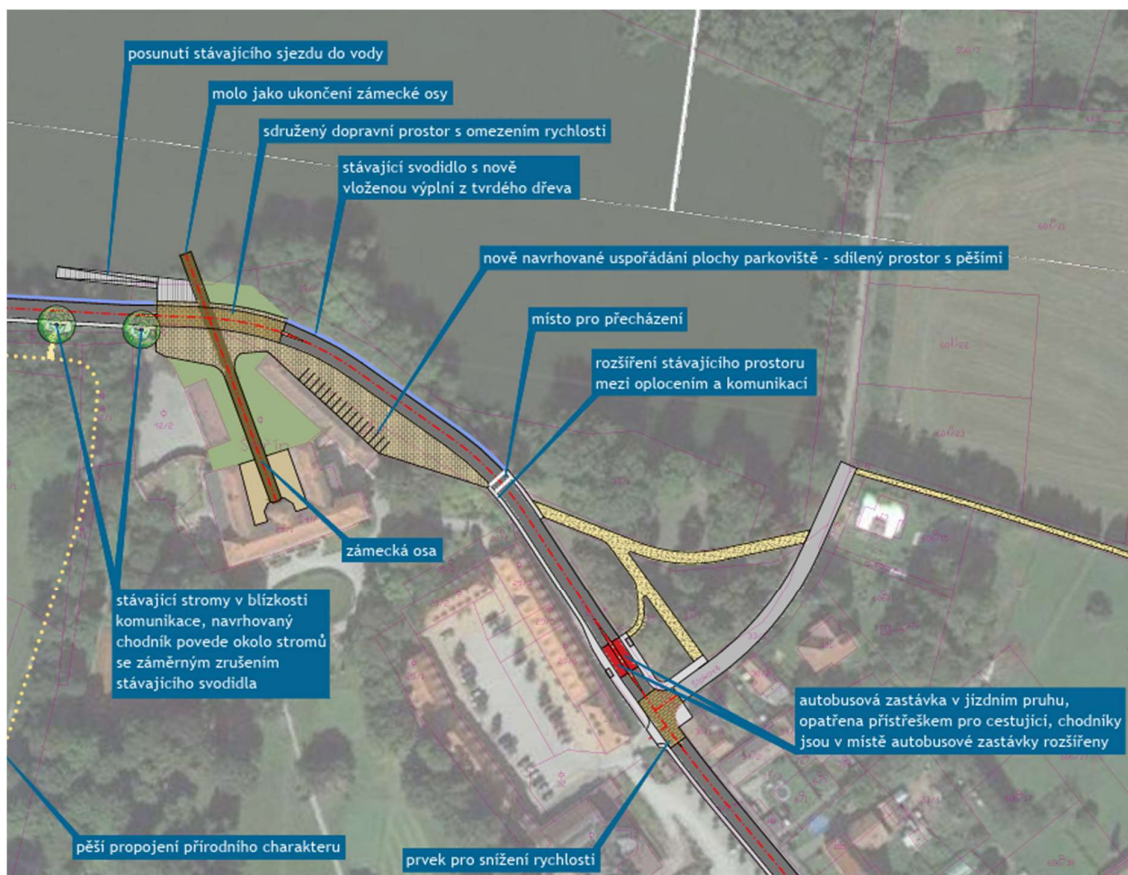 posunutí stávajícího sjezdu do vody
molo jako ukončení zámecké osy
sdružený dopravní prostor s omezením rychlosti
stávající svodidlo s nově
vloženou výplní z tvrdého dřeva
nově navrhované uspořádání plochy parkoviště - sdílený prostor s pěšími
místo pro přecházení
rozšíření stávajícího prostoru
mezi oplocením a komunikací
zámecká osa
stávající stromy v blízkosti
komunikace, navrhovaný
chodník povede okolo stromů
se záměrným zrušením
stávajícího svodidla
autobusová zastávka v jízdním pruhu,
opatřena přístřeškem pro cestující, chodníky
jsou v místě autobusové zastávky rozšířeny
pěší propojení přírodního charakteru
prvek pro snížení rychlosti